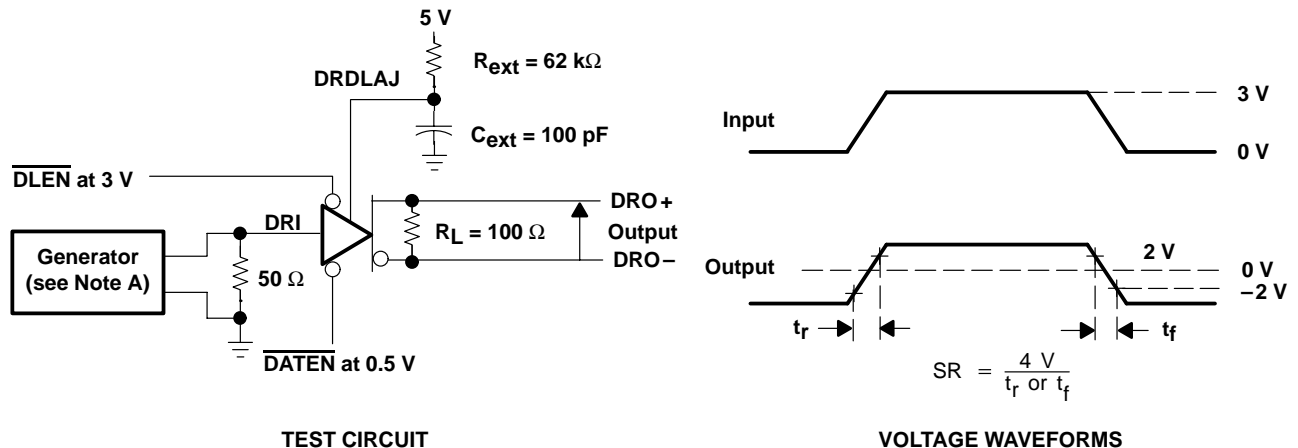 5 V
Rext = 62 kΩ
DRDLAJ
Cext = 100 pF
DLEN at 3 V
DRI
DRO+
Generator
(see Note A)
50 Ω
RL = 100 Ω
Output
DRO−
DATEN at 0.5 V
TEST CIRCUIT
3 V
Input
0 V
Output
2 V
0 V
−2 V
tr
tf
SR = 4 V
tr or tf
VOLTAGE WAVEFORMS